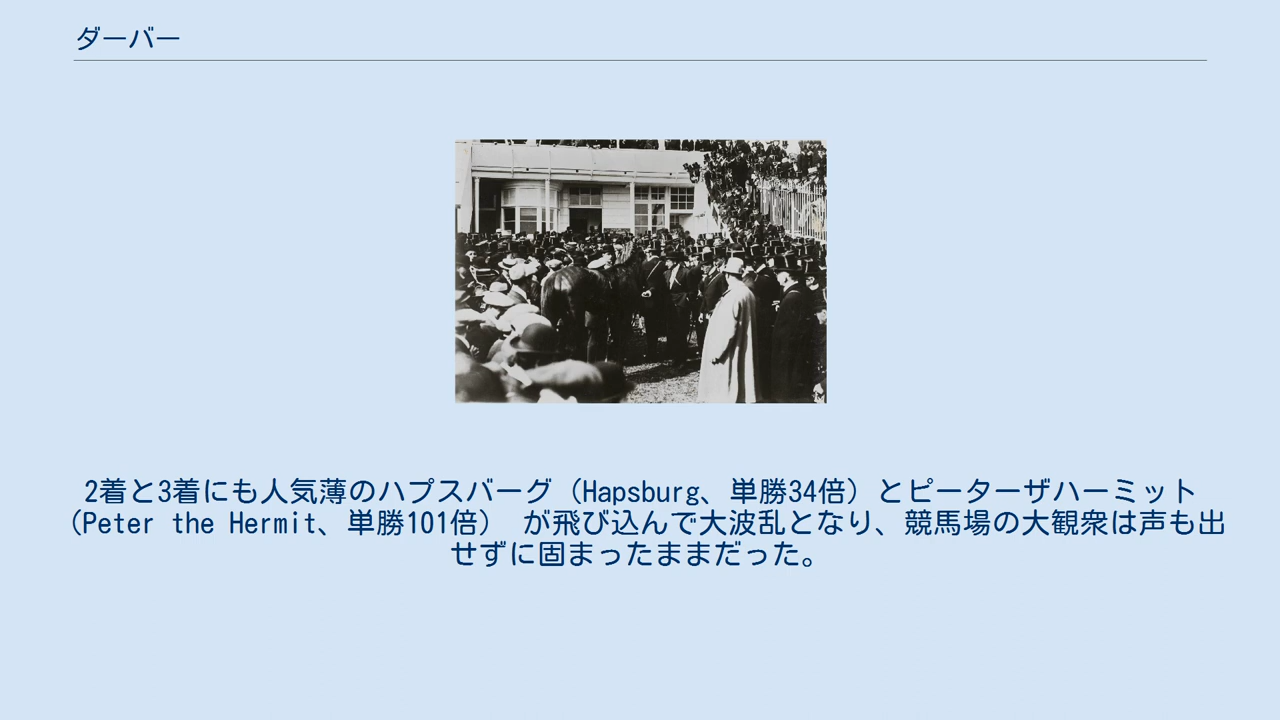 ダーバー
2着と3着にも人気薄のハプスバーグ（Hapsburg、単勝34倍）とピーターザハーミット
（Peter the Hermit、単勝101倍） が飛び込んで大波乱となり、競馬場の大観衆は声も出
せずに固まったままだった。